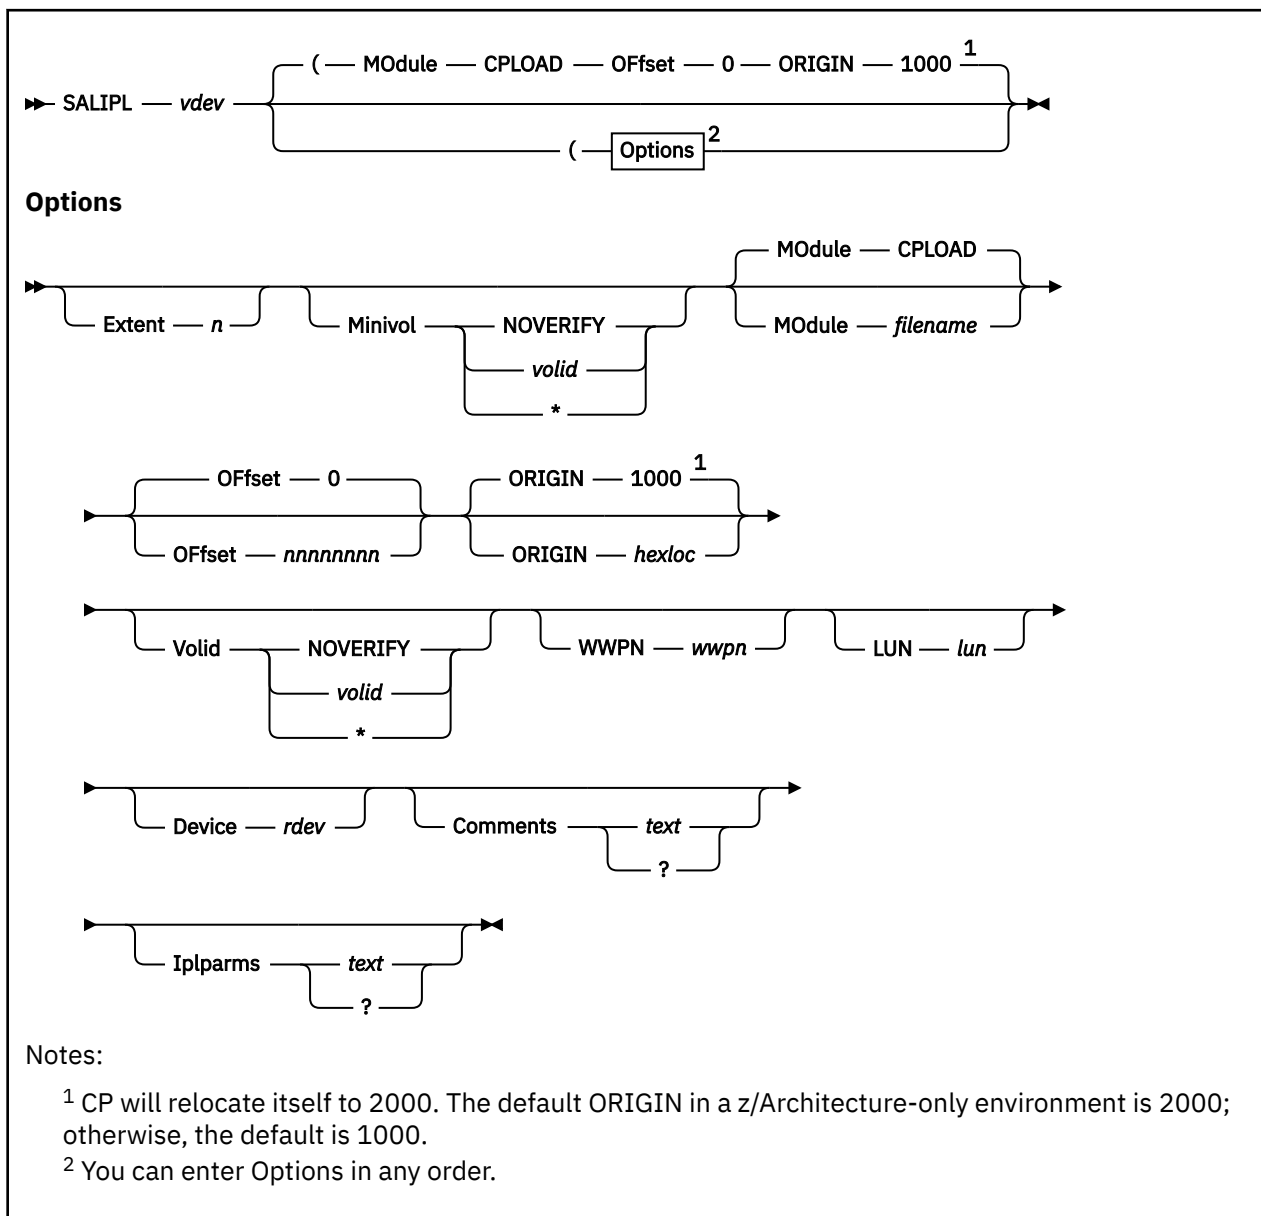 ( MOdule CPLOAD OFfset 0 ORIGIN 1000 1
SALIPL vdev
( Options 2
Options
MOdule CPLOAD
Extent n Minivol NOVERIFY MOdule filename
volid
*
OFfset 0 ORIGIN 1000 1
OFfset nnnnnnnn ORIGIN hexloc
Volid NOVERIFY WWPN wwpn LUN lun
volid
*
Device rdev Comments text
?
Iplparms text
?
Notes:
1 CP will relocate itself to 2000. The default ORIGIN in a z/Architecture-only environment is 2000;
otherwise, the default is 1000.
2 You can enter Options in any order.